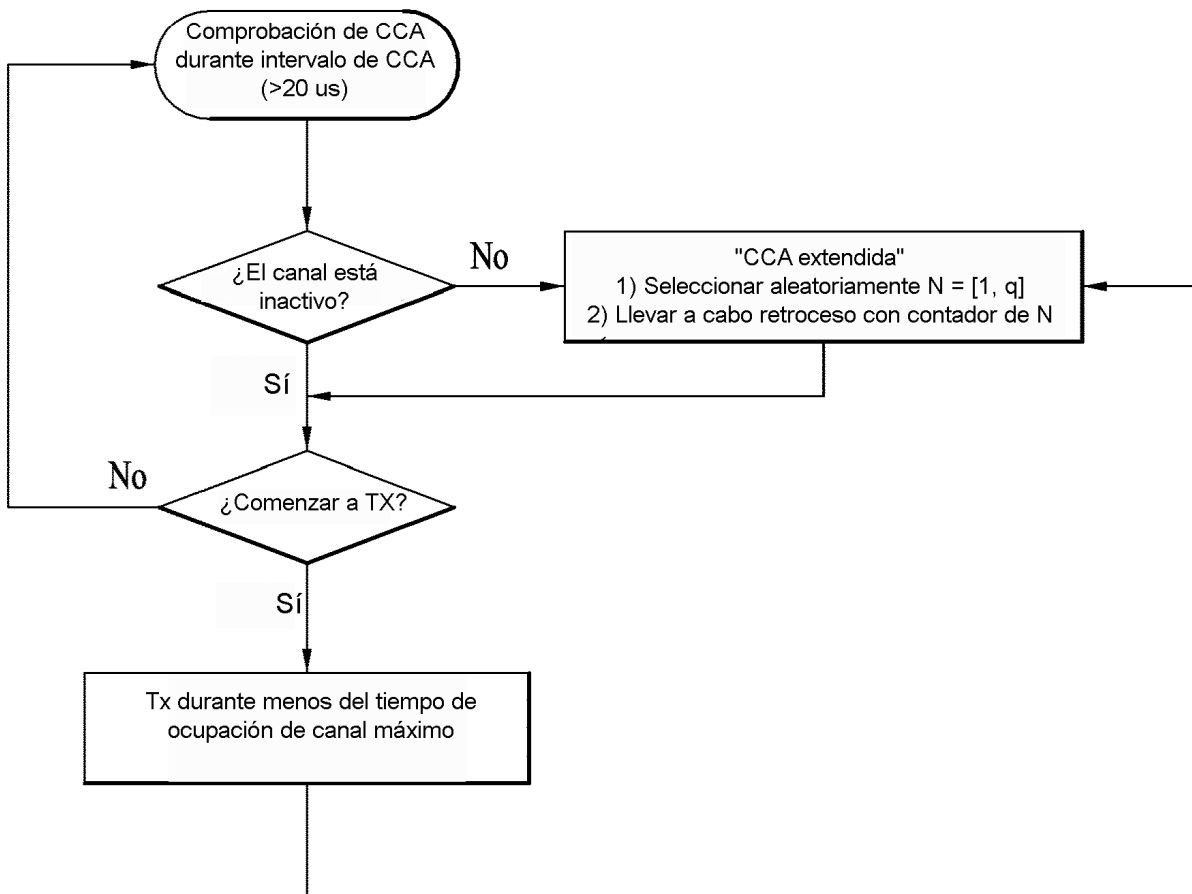 Comprobación de CCA
durante intervalo de CCA
(>20 us)
¿El canal está
inactivo?
No
"CCA extendida"
1) Seleccionar aleatoriamente N = [1, q]
2) Llevar a cabo retroceso con contador de N
Sí
No
¿Comenzar a TX?
Sí
Tx durante menos del tiempo de
ocupación de canal máximo